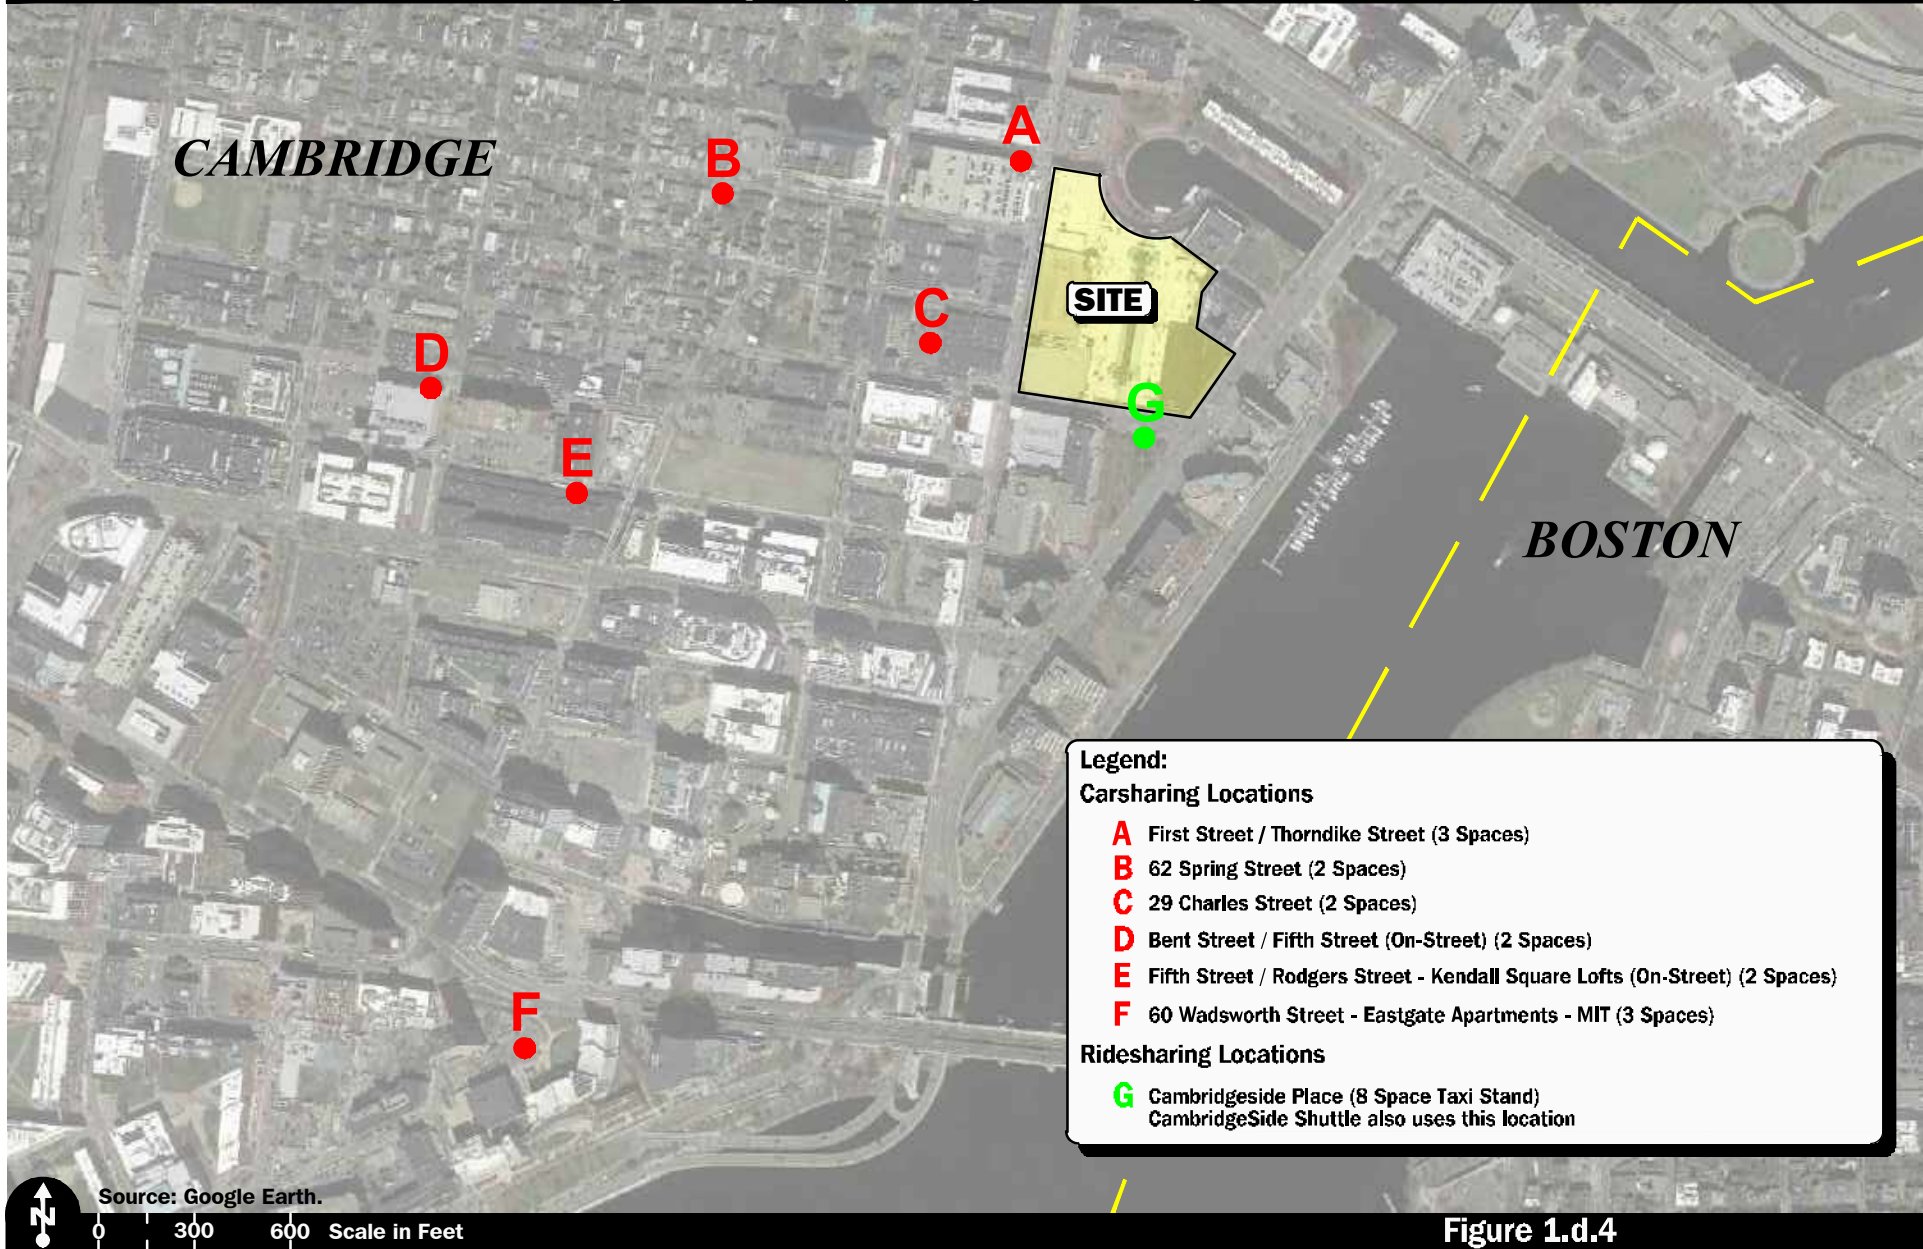 A
B
CAMBRIDGE
C
SITE
D
G
E
BOSTON
Legend:
Carsharing Locations
A First Street / Thorndike Street (3 Spaces)
B 62 Spring Street (2 Spaces)
C 29 Charles Street (2 Spaces)
D Bent Street / Fifth Street (On-Street) (2 Spaces)
E Fifth Street / Rodgers Street - Kendall Square Lofts (On-Street) (2 Spaces)
F 60 Wadsworth Street - Eastgate Apartments - MIT (3 Spaces)
Ridesharing Locations
G Cambridgeside Place (8 Space Taxi Stand)
CambridgeSide Shuttle also uses this location
F
Source: Google Earth.
N
0 300 600 Scale in Feet
Figure 1.d.4